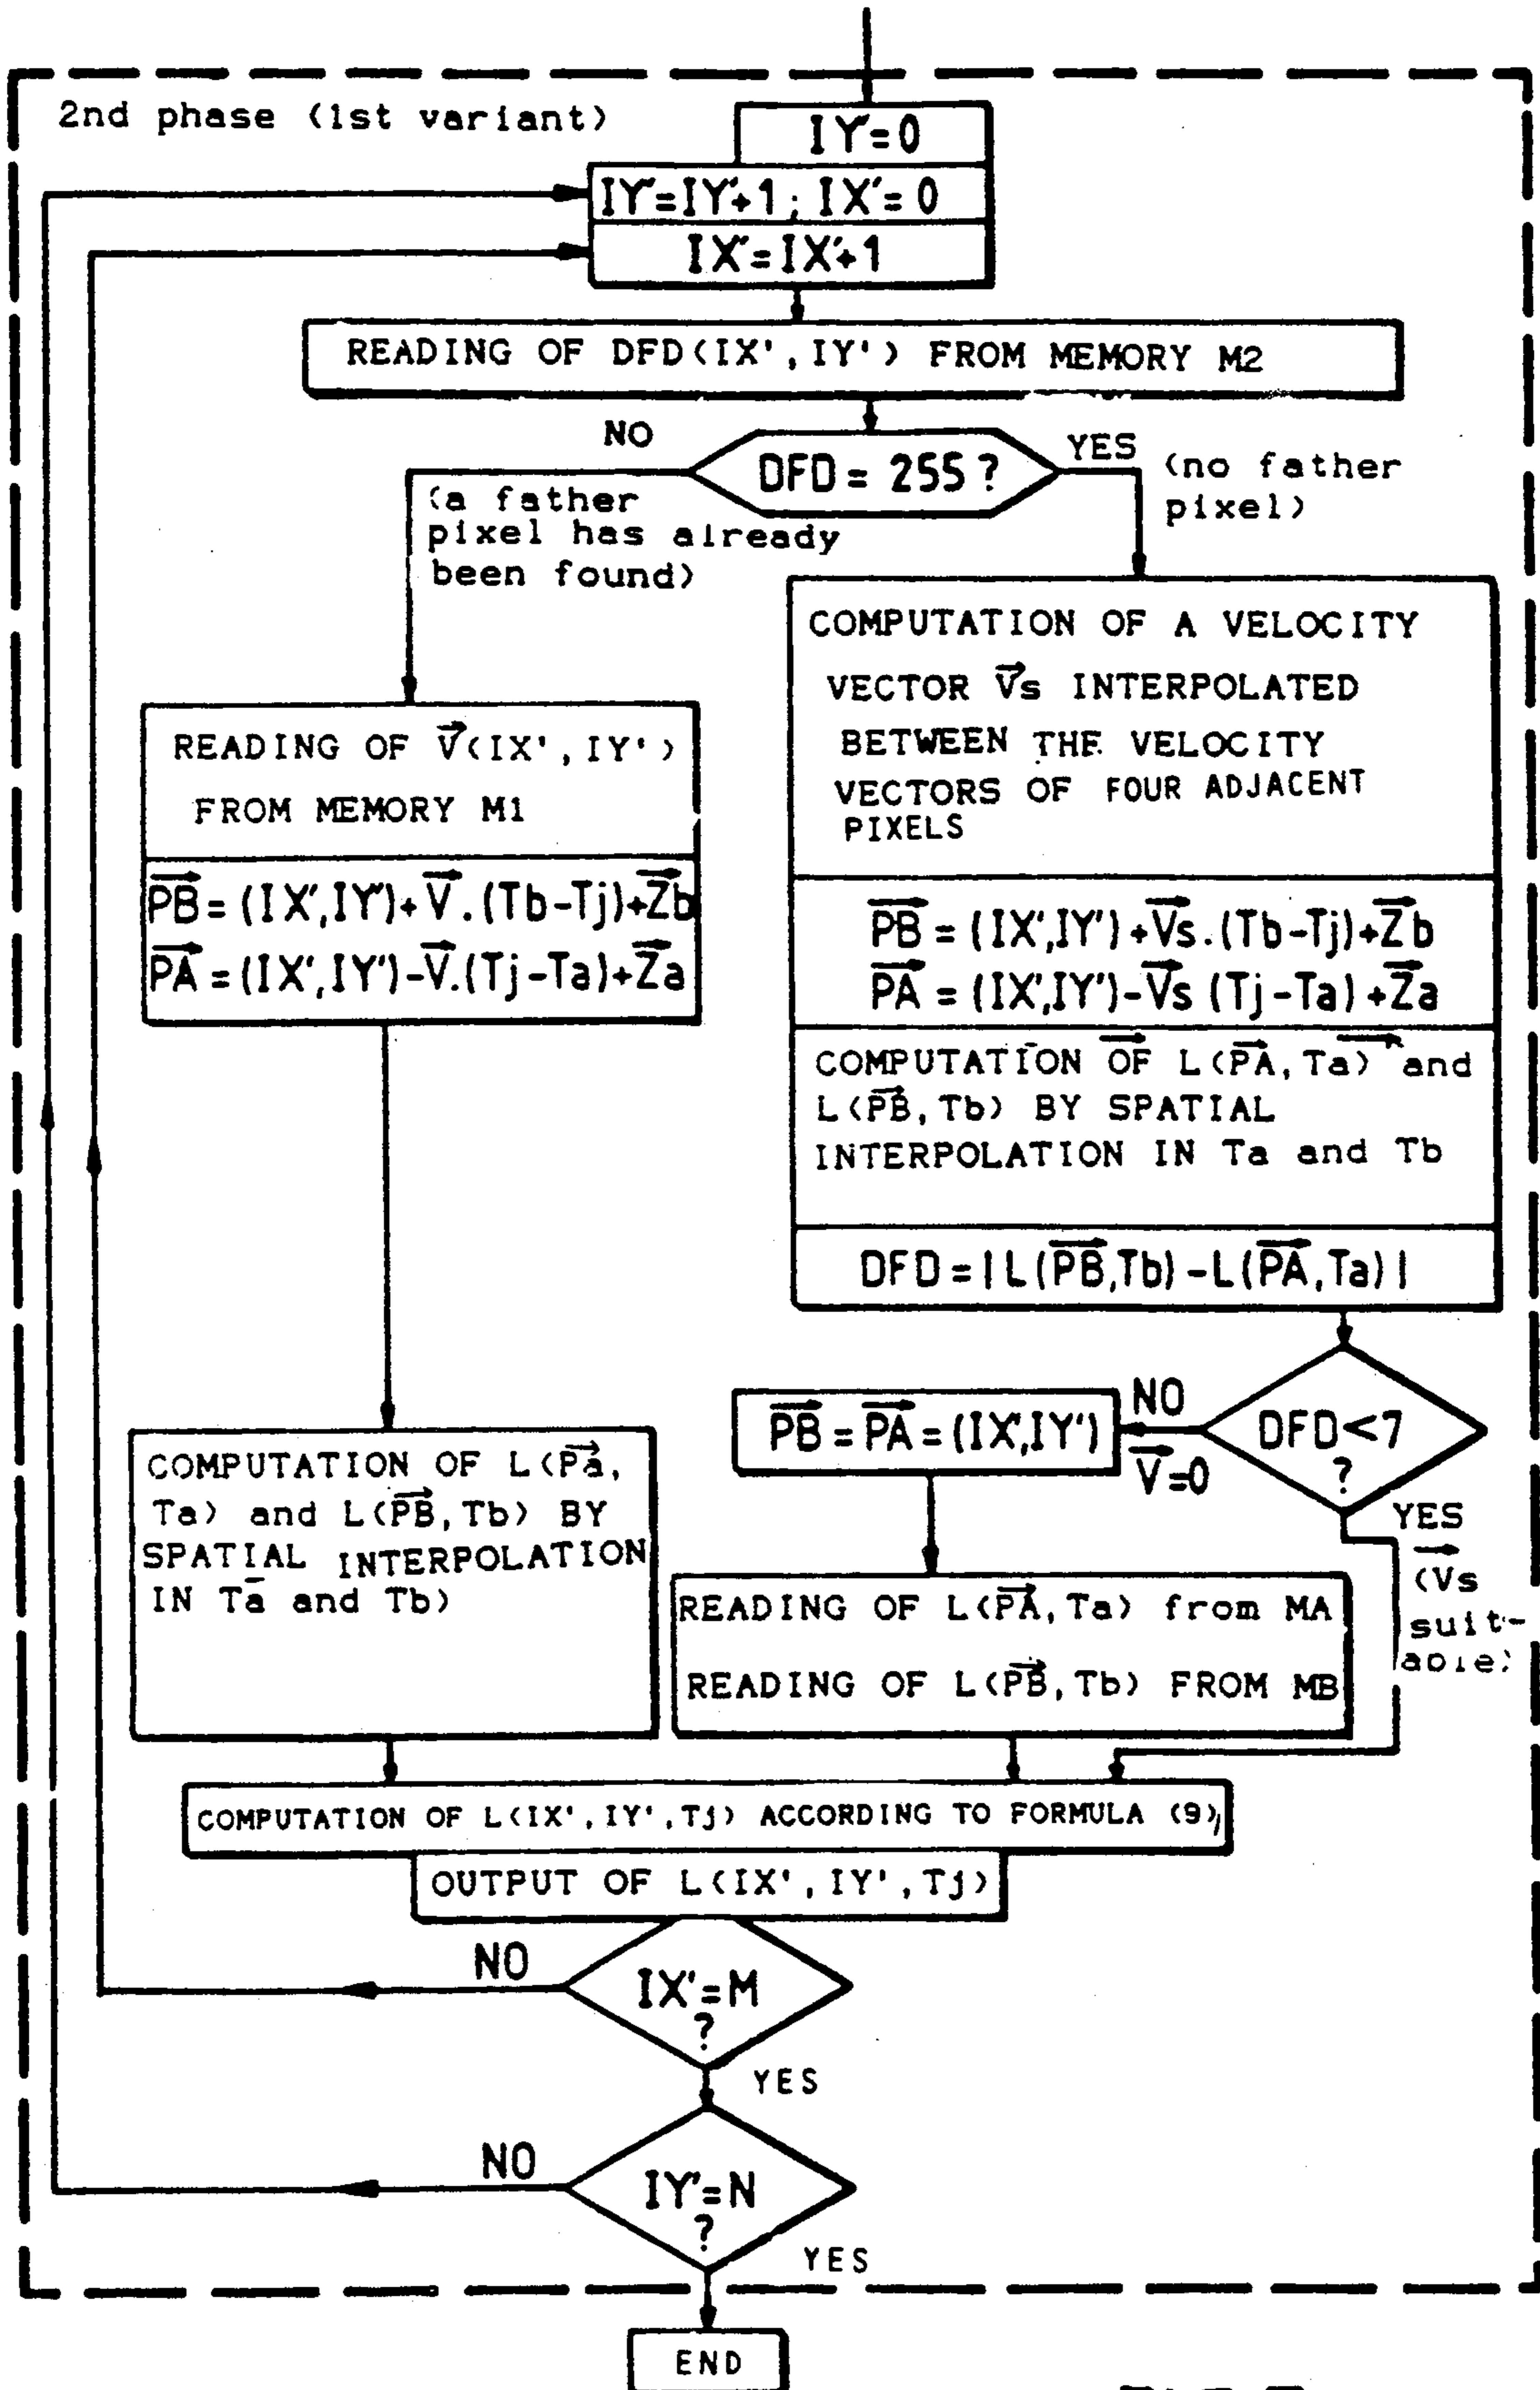 2nd phase (1st variant)
IY'=0
IY'=IY'+1; IX'=0
IX'=IX'+1
READING OF DFD(IX',IY') FROM MEMORY M2
NO
DFD = 255 ?
YES
(no father
pixel)
(a father
pixel has already
been found)
COMPUTATION OF A VELOCITY
VECTOR V⃗s INTERPOLATED
BETWEEN THE VELOCITY
VECTORS OF FOUR ADJACENT
PIXELS
READING OF V⃗(IX',IY')
FROM MEMORY M1
PB⃗ = (IX',IY')+V⃗.(Tb-Tj)+Z⃗b
PA⃗ = (IX',IY')-V⃗.(Tj-Ta)+Z⃗a
PB⃗ = (IX',IY')+V⃗s.(Tb-Tj)+Z⃗b
PA⃗ = (IX',IY')-V⃗s (Tj-Ta)+Z⃗a
COMPUTATION OF L(PA⃗,Ta) and
L(PB⃗,Tb) BY SPATIAL
INTERPOLATION IN Ta and Tb
DFD=|L(PB⃗,Tb)-L(PA⃗,Ta)|
DFD<7
?
NO
V⃗=0
PB⃗ = PA⃗ = (IX',IY')
YES
(V⃗s
suit-
able)
COMPUTATION OF L(Pa⃗,
Ta) and L(PB⃗,Tb) BY
SPATIAL INTERPOLATION
IN Ta and Tb)
READING OF L(PA⃗,Ta) from MA
READING OF L(PB⃗,Tb) FROM MB
COMPUTATION OF L(IX',IY',Tj) ACCORDING TO FORMULA (9),
OUTPUT OF L(IX',IY',Tj)
NO
IX'=M
?
YES
NO
IY'=N
?
YES
END